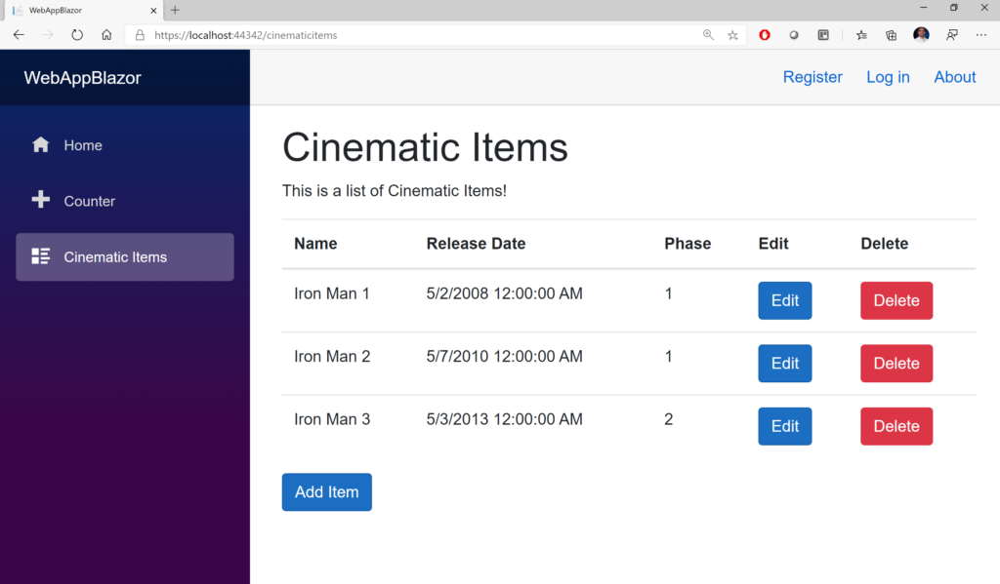 WebAppBlazor
https://localhost:44342/cinematicitems
WebAppBlazor
Register Log in About
Home
Counter
Cinematic Items
Cinematic Items
This is a list of Cinematic Items!
Name Release Date Phase Edit Delete
Iron Man 1 5/2/2008 12:00:00 AM 1 Edit Delete
Iron Man 2 5/7/2010 12:00:00 AM 1 Edit Delete
Iron Man 3 5/3/2013 12:00:00 AM 2 Edit Delete
Add Item